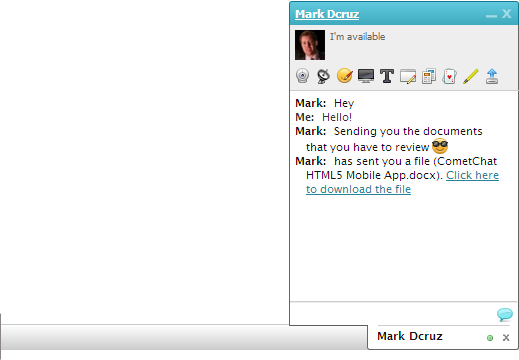 Mark Dcruz
I'm available
Mark: Hey
Me: Hello!
Mark: Sending you the documents
that you have to review
Mark: has sent you a file (CometChat
HTML5 Mobile App.docx). Click here
to download the file
Mark Dcruz